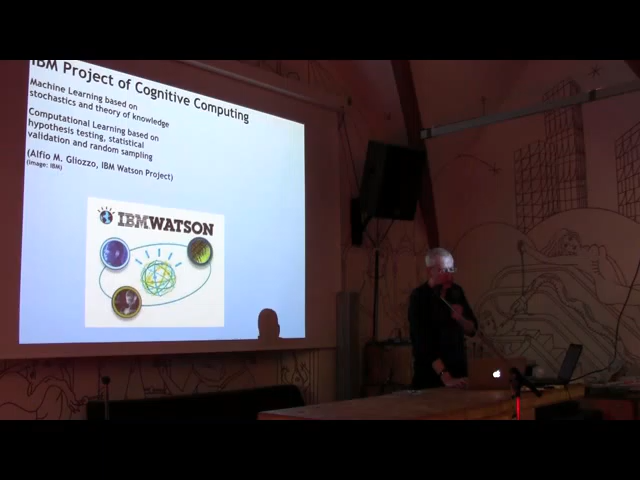 IBM Project of Cognitive Computing
Machine Learning based on
stochastics and theory of knowledge
Computational Learning based on
hypothesis testing, statistical
validation and random sampling
(Alfio M. Gliozzo, IBM Watson Project)
(image: IBM)
IBMWATSON